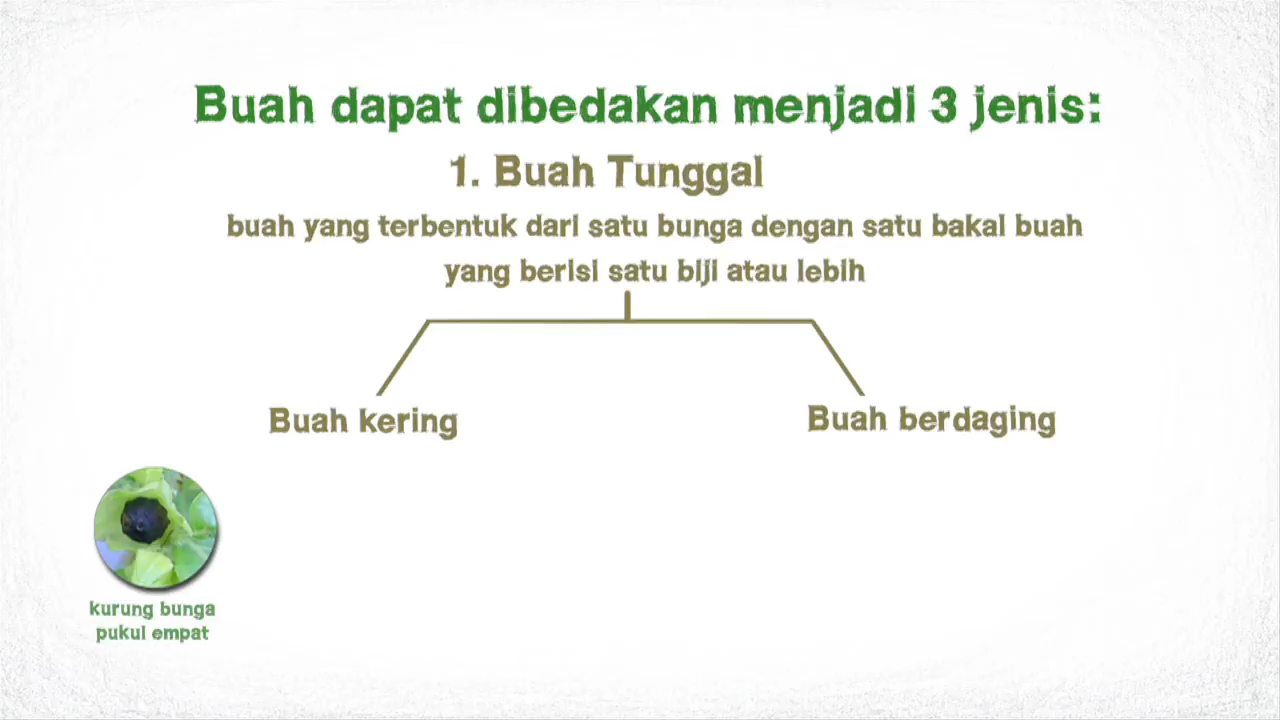 Buah dapat dibedakan menjadi 3 jenis:
1. Buah Tunggal
buah yang terbentuk dari satu bunga dengan satu bakal buah
yang berisi satu biji atau lebih
Buah kering
Buah berdaging
kurung bunga
pukul empat